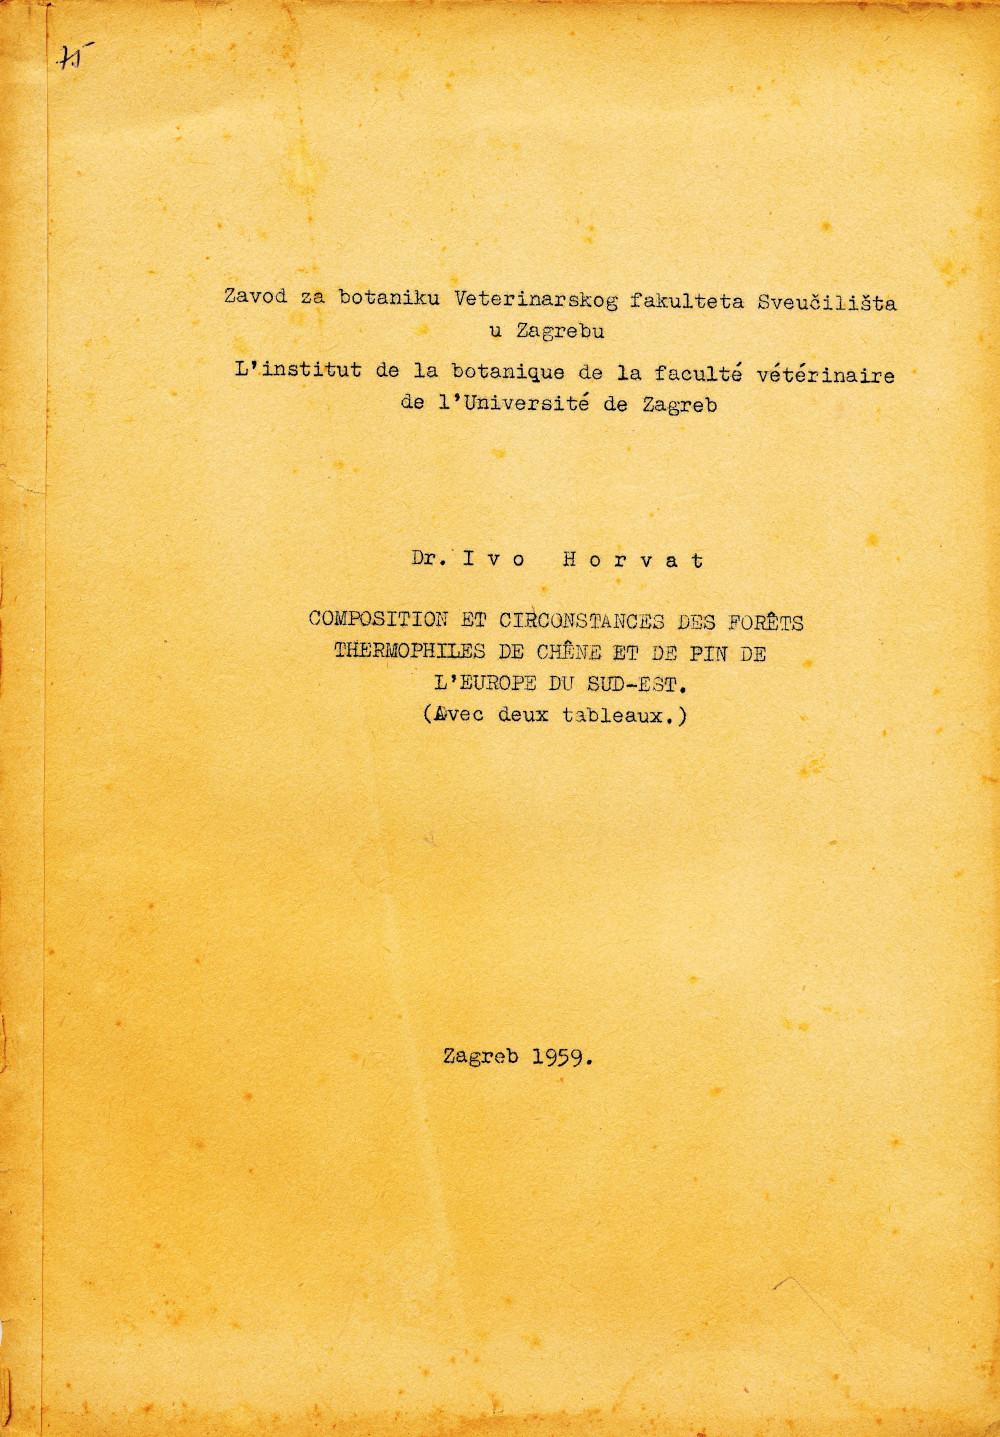 75
Zavod za botaniku Veterinarskog fakulteta Sveučilišta
u Zagrebu
L'institut de la botanique de la faculté vétérinaire
de l'Université de Zagreb
Dr. Ivo Horvat
COMPOSITION ET CIRCONSTANCES DES FORÊTS
THERMOPHILES DE CHÊNE ET DE PIN DE
L'EUROPE DU SUD-EST.
(Avec deux tableaux.)
Zagreb 1959.